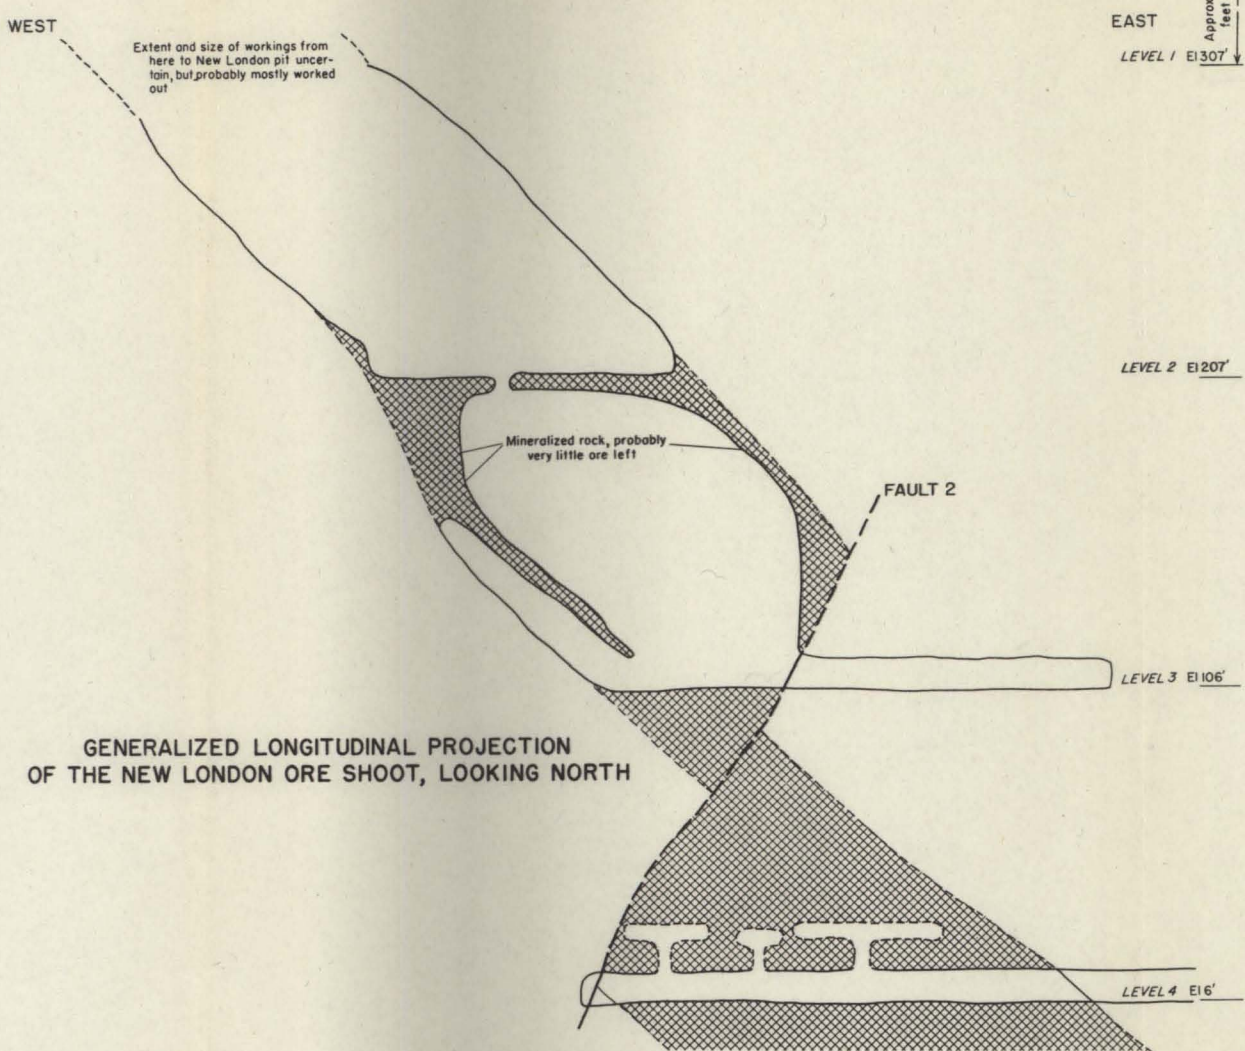 WEST
EAST
Approx
feet
Extent and size of workings from
here to New London pit uncer-
tain, but probably mostly worked
out
LEVEL 1 El 307'
LEVEL 2 El 207'
Mineralized rock, probably
very little ore left
FAULT 2
LEVEL 3 El 106'
GENERALIZED LONGITUDINAL PROJECTION
OF THE NEW LONDON ORE SHOOT, LOOKING NORTH
LEVEL 4 El 6'